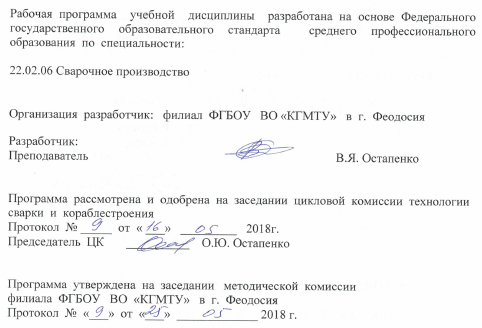 Рабочая программа учебной дисциплины разработана на основе Федерального
государственного образовательного стандарта среднего профессионального
образования по специальности:
22.02.06 Сварочное производство
Организация разработчик: филиал ФГБОУ ВО «КГМТУ» в г. Феодосия
Разработчик:
Преподаватель В.Я. Остапенко
Программа рассмотрена и одобрена на заседании цикловой комиссии технологии
сварки и кораблестроения
Протокол № 9 от «16» 05 2018г.
Председатель ЦК О.Ю. Остапенко
Программа утверждена на заседании методической комиссии
филиала ФГБОУ ВО «КГМТУ» в г. Феодосия
Протокол № «9» от «25» 05 2018 г.